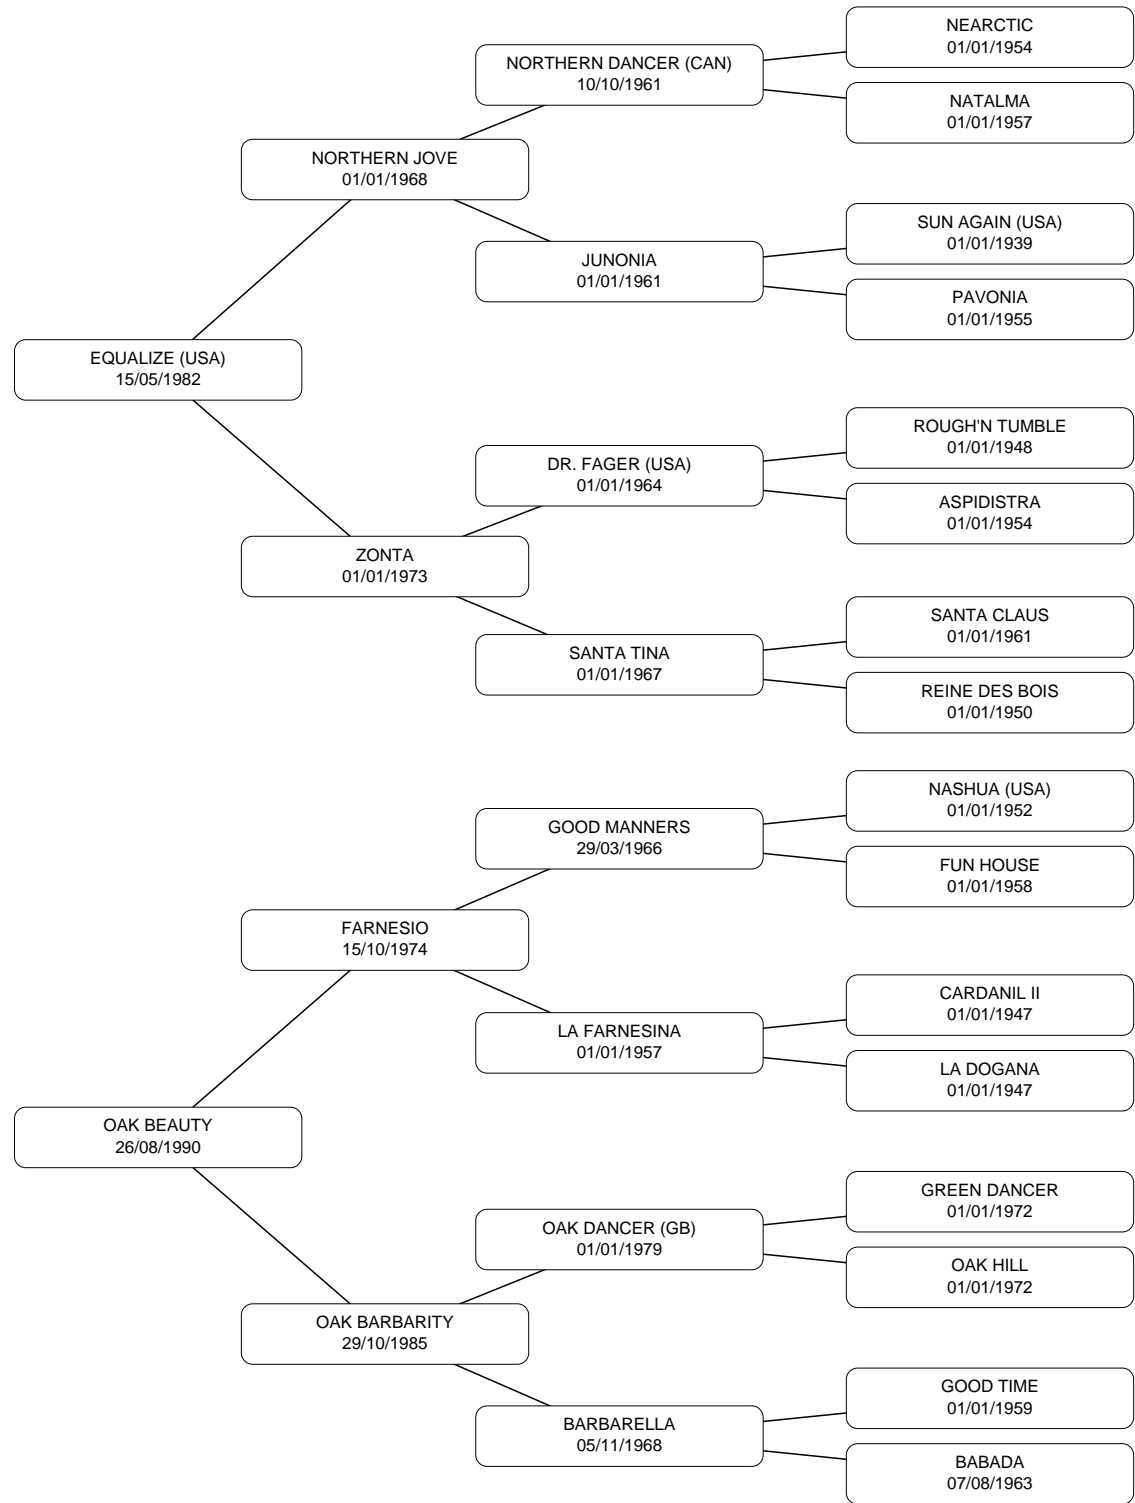 NEARCTIC
01/01/1954
NORTHERN DANCER (CAN)
10/10/1961
NATALMA
01/01/1957
NORTHERN JOVE
01/01/1968
SUN AGAIN (USA)
01/01/1939
JUNONIA
01/01/1961
PAVONIA
01/01/1955
EQUALIZE (USA)
15/05/1982
ROUGH'N TUMBLE
01/01/1948
DR. FAGER (USA)
01/01/1964
ASPIDISTRA
01/01/1954
ZONTA
01/01/1973
SANTA CLAUS
01/01/1961
SANTA TINA
01/01/1967
REINE DES BOIS
01/01/1950
NASHUA (USA)
01/01/1952
GOOD MANNERS
29/03/1966
FUN HOUSE
01/01/1958
FARNESIO
15/10/1974
CARDANIL II
01/01/1947
LA FARNESINA
01/01/1957
LA DOGANA
01/01/1947
OAK BEAUTY
26/08/1990
GREEN DANCER
01/01/1972
OAK DANCER (GB)
01/01/1979
OAK HILL
01/01/1972
OAK BARBARITY
29/10/1985
GOOD TIME
01/01/1959
BARBARELLA
05/11/1968
BABADA
07/08/1963